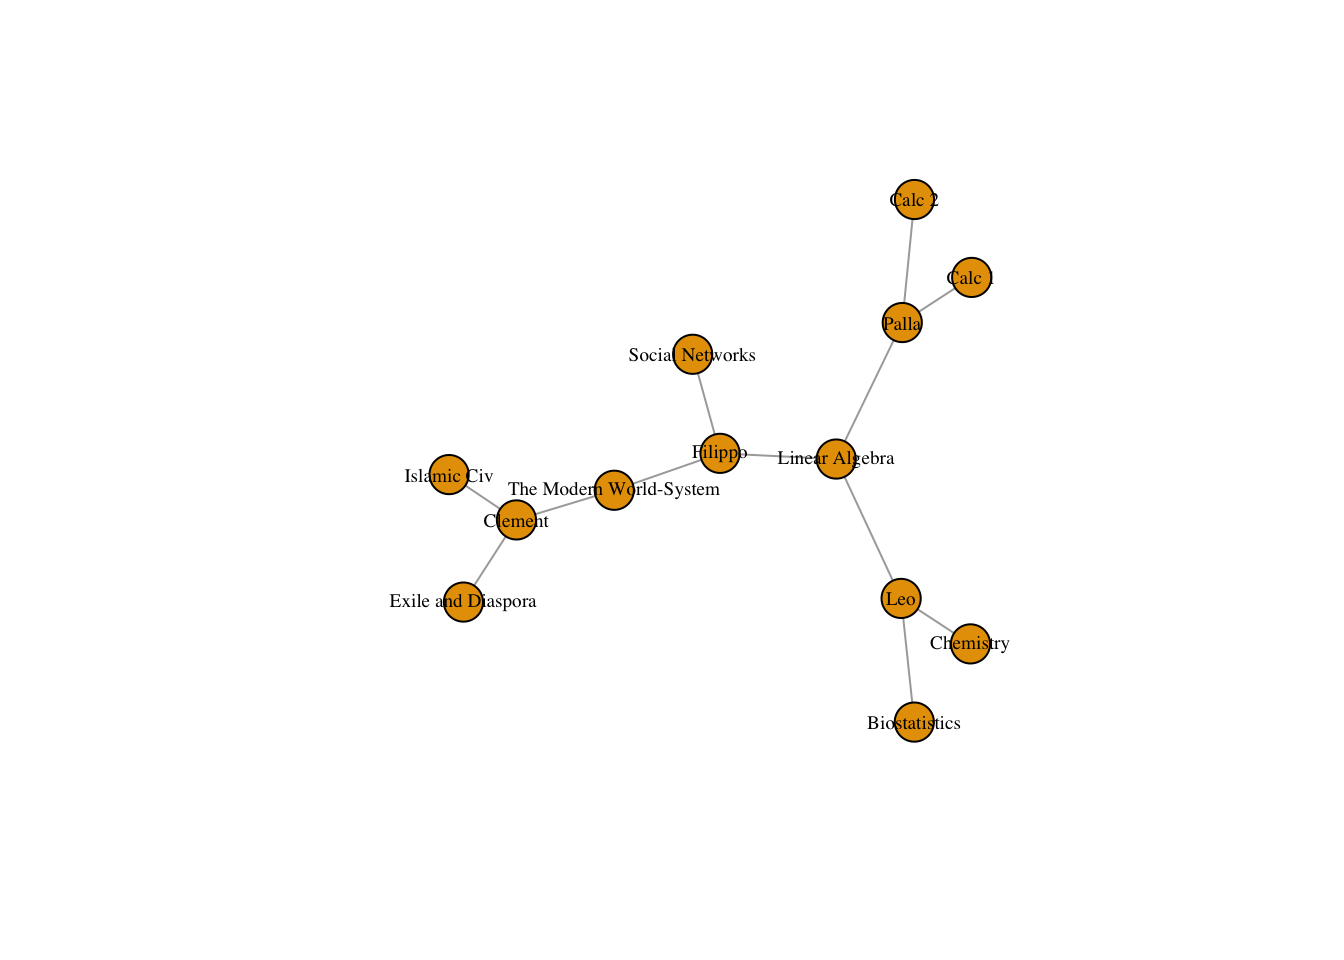 Calc 2
Calc 1
Palla
Social Networks
Filippo
Linear Algebra
Islamic Civ
The Modern World-System
Clement
Exile and Diaspora
Leo
Chemistry
Biostatistics